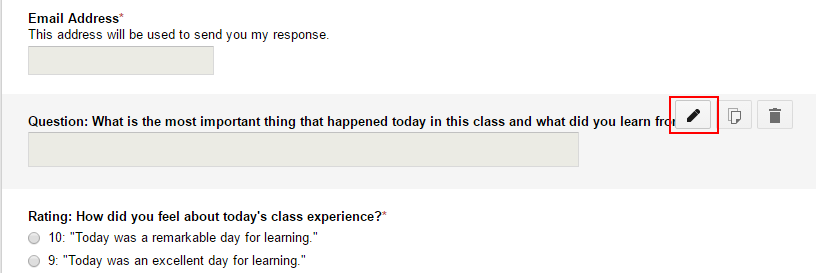 Email Address*
This address will be used to send you my response.
Question: What is the most important thing that happened today in this class and what did you learn
Rating: How did you feel about today's class experience?*
10: "Today was a remarkable day for learning."
9: "Today was an excellent day for learning."